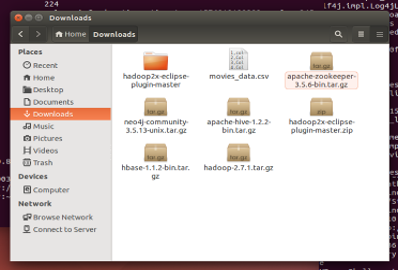 224
if4j.impl.Log4jL
Downloads
Home
Downloads
Places
Recent
Home
Desktop
Documents
Downloads
Music
Pictures
Videos
Trash
Devices
Computer
Network
Browse Network
Connect to Server
hadoop2x-eclipse-
plugin-master
movies_data.csv
apache-zookeeper-
3.5.6-bin.tar.gz
neo4j-community-
3.5.13-unix.tar.gz
apache-hive-1.2.2-
bin.tar.gz
hadoop2x-eclipse-
plugin-master.zip
hbase-1.1.2-bin.tar.
gz
hadoop-2.7.1.tar.gz